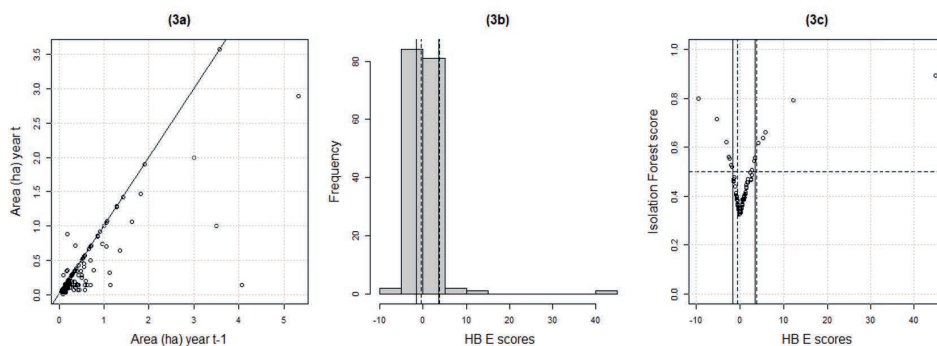 (3a)
Area (ha) year t
3.5
3.0
2.5
2.0
1.5
1.0
0.5
0.0
0 1 2 3 4 5
Area (ha) year t-1
(3b)
Frequency
80
60
40
20
0
-10 0 10 20 30 40
HB E scores
(3c)
Isolation Forest score
1.0
0.8
0.6
0.4
0.2
0.0
-10 0 10 20 30 40
HB E scores